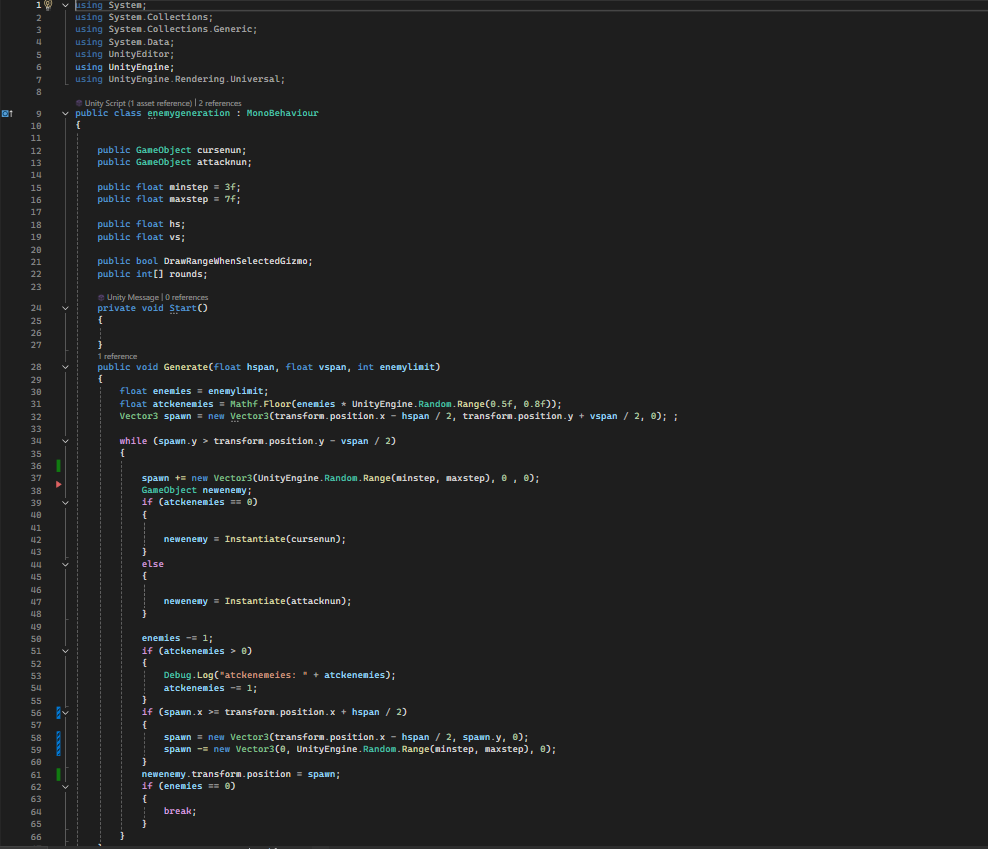 1 using System;
2 using System.Collections;
3 using System.Collections.Generic;
4 using System.Data;
5 using UnityEditor;
6 using UnityEngine;
7 using UnityEngine.Rendering.Universal;
8
Unity Script (1 asset reference) | 2 references
9 public class enemygeneration : MonoBehaviour
10 {
11
12 public GameObject cursenun;
13 public GameObject attacknun;
14
15 public float minstep = 3f;
16 public float maxstep = 7f;
17
18 public float hs;
19 public float vs;
20
21 public bool DrawRangeWhenSelectedGizmo;
22 public int[] rounds;
23
Unity Message | 0 references
24 private void Start()
25 {
26
27 }
1 reference
28 public void Generate(float hspan, float vspan, int enemylimit)
29 {
30 float enemies = enemylimit;
31 float atckenemies = Mathf.Floor(enemies * UnityEngine.Random.Range(0.5f, 0.8f));
32 Vector3 spawn = new Vector3(transform.position.x - hspan / 2, transform.position.y + vspan / 2, 0); ;
33
34 while (spawn.y > transform.position.y - vspan / 2)
35 {
36
37 spawn += new Vector3(UnityEngine.Random.Range(minstep, maxstep), 0 , 0);
38 GameObject newenemy;
39 if (atckenemies == 0)
40 {
41
42 newenemy = Instantiate(cursenun);
43 }
44 else
45 {
46
47 newenemy = Instantiate(attacknun);
48 }
49
50 enemies -= 1;
51 if (atckenemies > 0)
52 {
53 Debug.Log("atckenemeies: " + atckenemies);
54 atckenemies -= 1;
55 }
56 if (spawn.x >= transform.position.x + hspan / 2)
57 {
58 spawn = new Vector3(transform.position.x - hspan / 2, spawn.y, 0);
59 spawn -= new Vector3(0, UnityEngine.Random.Range(minstep, maxstep), 0);
60 }
61 newenemy.transform.position = spawn;
62 if (enemies == 0)
63 {
64 break;
65 }
66 }